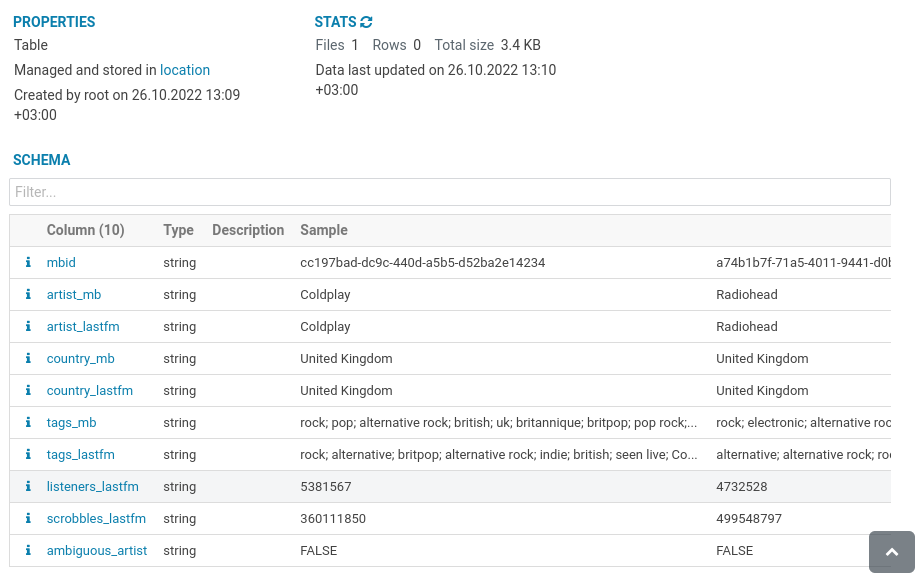 PROPERTIES
Table
Managed and stored in location
Created by root on 26.10.2022 13:09
+03:00
STATS
Files 1 Rows 0 Total size 3.4 KB
Data last updated on 26.10.2022 13:10
+03:00
SCHEMA
Filter...
Column (10) Type Description Sample
mbid string cc197bad-dc9c-440d-a5b5-d52ba2e14234 a74b1b7f-71a5-4011-9441-d0b
artist_mb string Coldplay Radiohead
artist_lastfm string Coldplay Radiohead
country_mb string United Kingdom United Kingdom
country_lastfm string United Kingdom United Kingdom
tags_mb string rock; pop; alternative rock; british; uk; britannique; britpop; pop rock;... rock; electronic; alternative roc
tags_lastfm string rock; alternative; britpop; alternative rock; indie; british; seen live; Co... alternative; alternative rock; ro
listeners_lastfm string 5381567 4732528
scrobbles_lastfm string 360111850 499548797
ambiguous_artist string FALSE FALSE